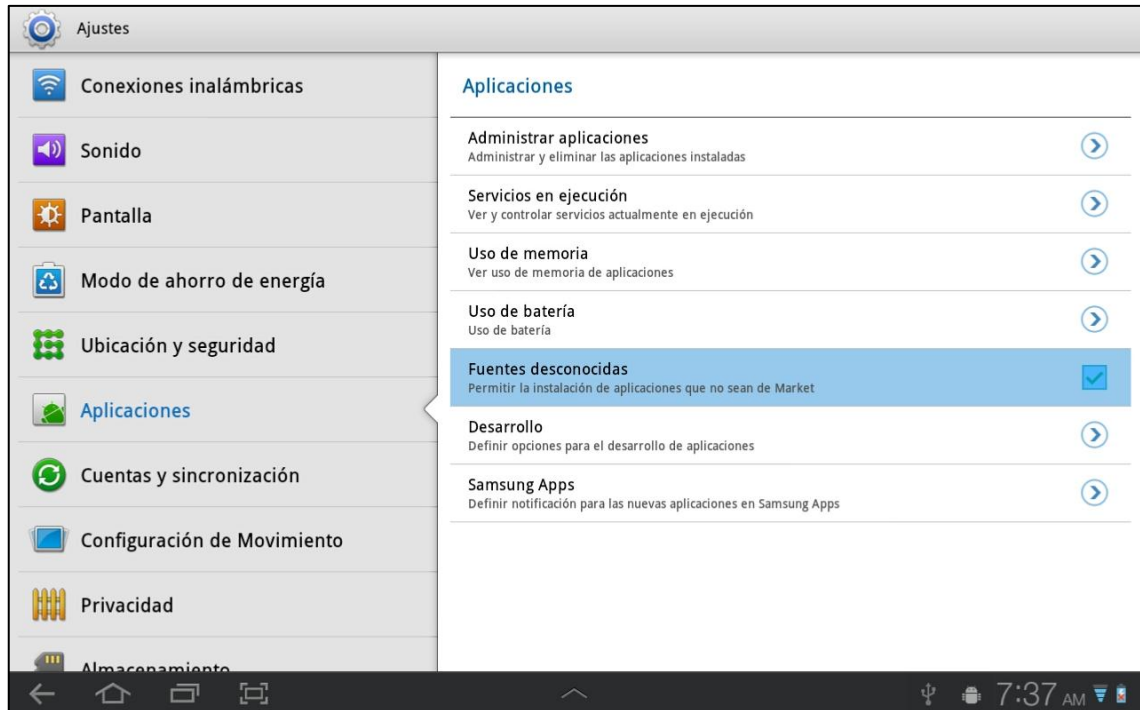 Ajustes
Conexiones inalámbricas
Sonido
Pantalla
Modo de ahorro de energía
Ubicación y seguridad
Aplicaciones
Cuentas y sincronización
Configuración de Movimiento
Privacidad
Almacenamiento
Aplicaciones
Administrar aplicaciones
Administrar y eliminar las aplicaciones instaladas
Servicios en ejecución
Ver y controlar servicios actualmente en ejecución
Uso de memoria
Ver uso de memoria de aplicaciones
Uso de batería
Uso de batería
Fuentes desconocidas
Permitir la instalación de aplicaciones que no sean de Market
Desarrollo
Definir opciones para el desarrollo de aplicaciones
Samsung Apps
Definir notificación para las nuevas aplicaciones en Samsung Apps
7:37 AM